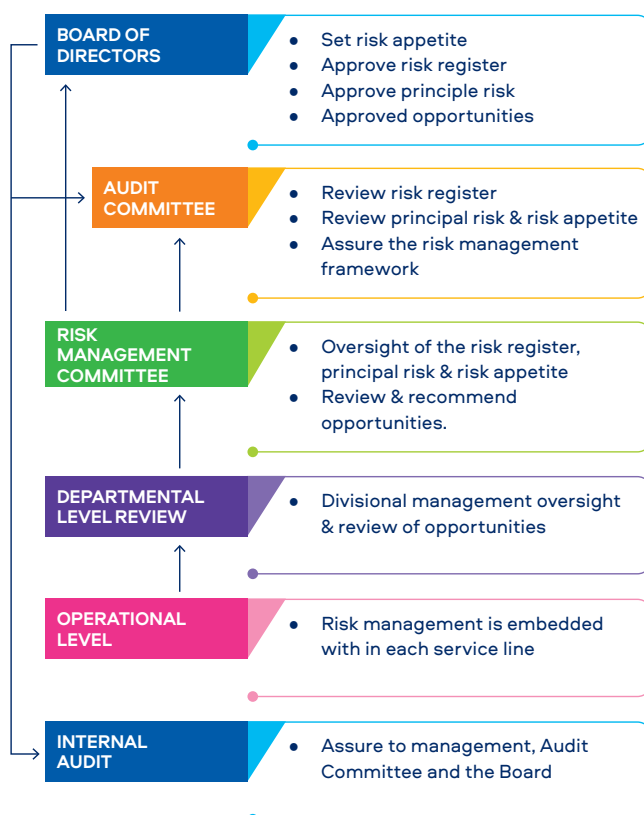 BOARD OF
DIRECTORS
● Set risk appetite
● Approve risk register
● Approve principle risk
● Approved opportunities
AUDIT
COMMITTEE
● Review risk register
● Review principal risk & risk appetite
● Assure the risk management
framework
RISK
MANAGEMENT
COMMITTEE
● Oversight of the risk register,
principal risk & risk appetite
● Review & recommend
opportunities.
DEPARTMENTAL
LEVEL REVIEW
● Divisional management oversight
& review of opportunities
OPERATIONAL
LEVEL
● Risk management is embedded
with in each service line
INTERNAL
AUDIT
● Assure to management, Audit
Committee and the Board